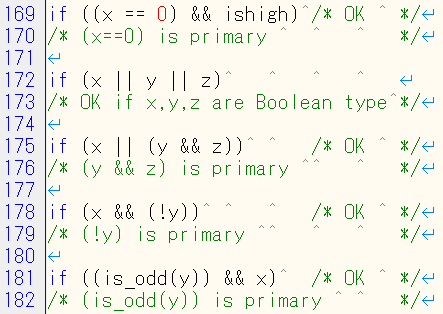 169 if ((x == 0) && ishigh)^/* OK ^ */↵
170 /* (x==0) is primary ^ ^ ^ */↵
171 ↵
172 if (x || y || z)^ ^ ^ ^ ↵
173 /* OK if x,y,z are Boolean type^*/↵
174 ↵
175 if (x || (y && z))^ ^ /* OK ^ */↵
176 /* (y && z) is primary ^^ ^ */↵
177 ↵
178 if (x && (!y))^ ^ ^ /* OK ^ */↵
179 /* (!y) is primary ^^ ^ ^ */↵
180 ↵
181 if ((is_odd(y)) && x)^ /* OK ^ */↵
182 /* (is_odd(y)) is primary ^ ^ */↵